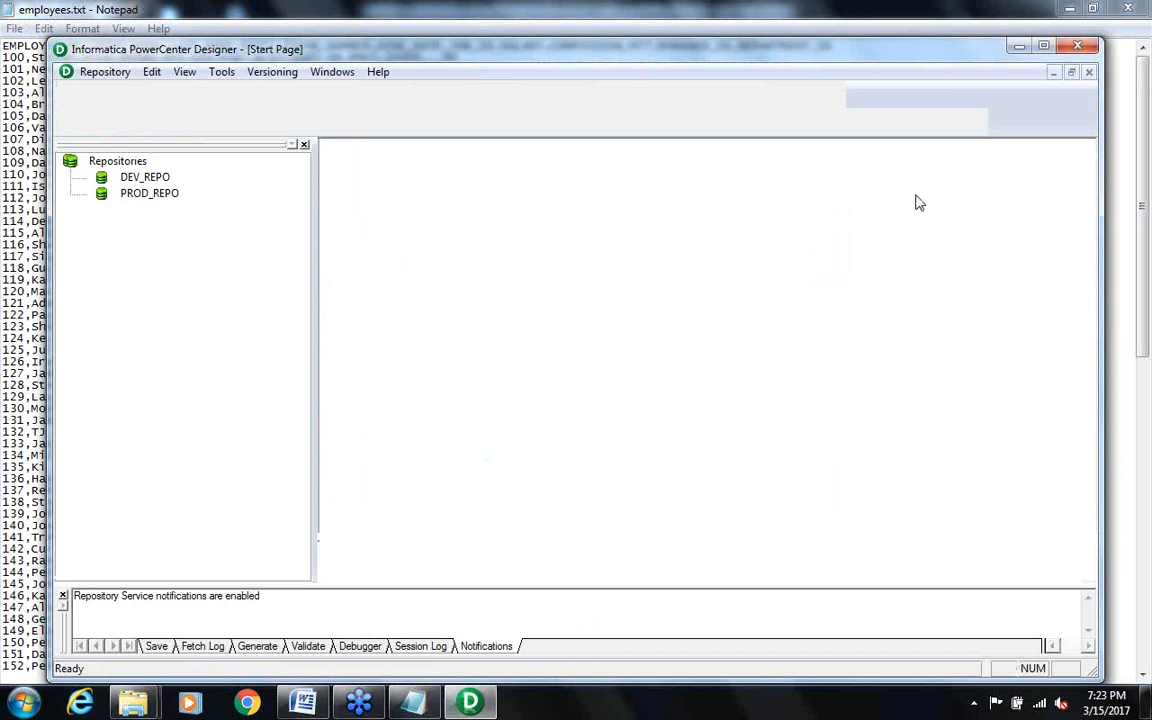 employees.txt - Notepad
File Edit Format View Help
EMPLOY
Informatica PowerCenter Designer - [Start Page]
Repository Edit View Tools Versioning Windows Help
Repositories
DEV_REPO
PROD_REPO
100,St
101,Ne
102,Le
103,Al
104,Br
105,Da
106,Va
107,Di
108,Na
109,Da
110,Jo
111,Is
112,Jo
113,Lu
114,De
115,Al
116,Sh
117,Si
118,Gu
119,Ka
120,Ma
121,Ad
122,Pa
123,Sh
124,Ke
125,Ju
126,Ir
127,Ja
128,St
129,La
130,Mo
131,Ja
132,TJ
133,Ja
134,Mi
135,Ki
136,Ha
137,Re
138,St
139,Jo
140,Jo
141,Tr
142,Cu
143,Ra
144,Pe
145,Jo
146,Ka
147,Al
148,Ge
149,El
150,Pe
151,Da
152,Pe
Repository Service notifications are enabled
Save Fetch Log Generate Validate Debugger Session Log Notifications
Ready
NUM
7:23 PM
3/15/2017